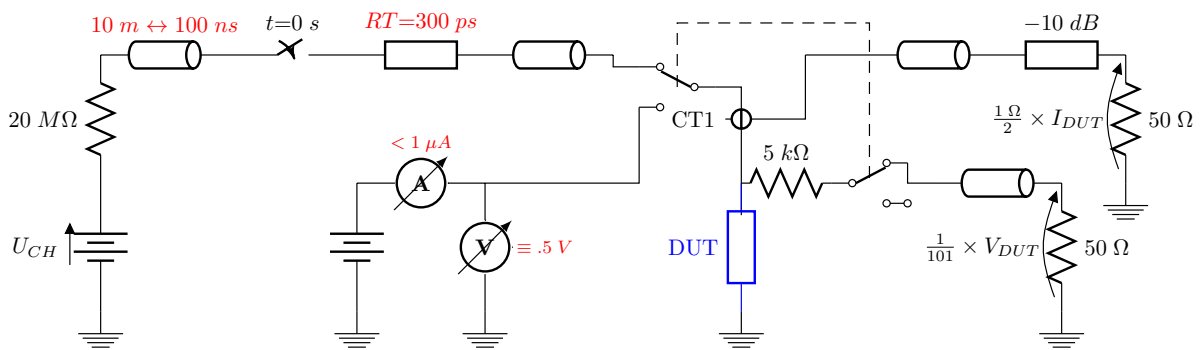 10 m ↔ 100 ns
t=0 s
RT=300 ps
−10 dB
20 MΩ
CT1
1 Ω/2 × I_DUT
50 Ω
< 1 μA
A
5 kΩ
U_CH
V
≡ .5 V
DUT
1/101 × V_DUT
50 Ω